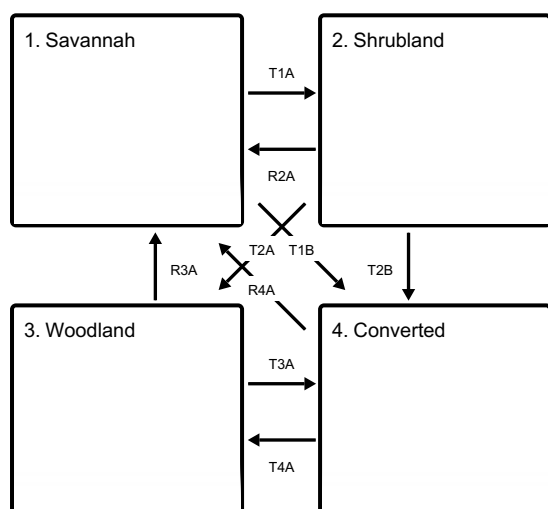 1. Savannah
2. Shrubland
T1A
R2A
T2A
T1B
R3A
R4A
T2B
3. Woodland
4. Converted
T3A
T4A